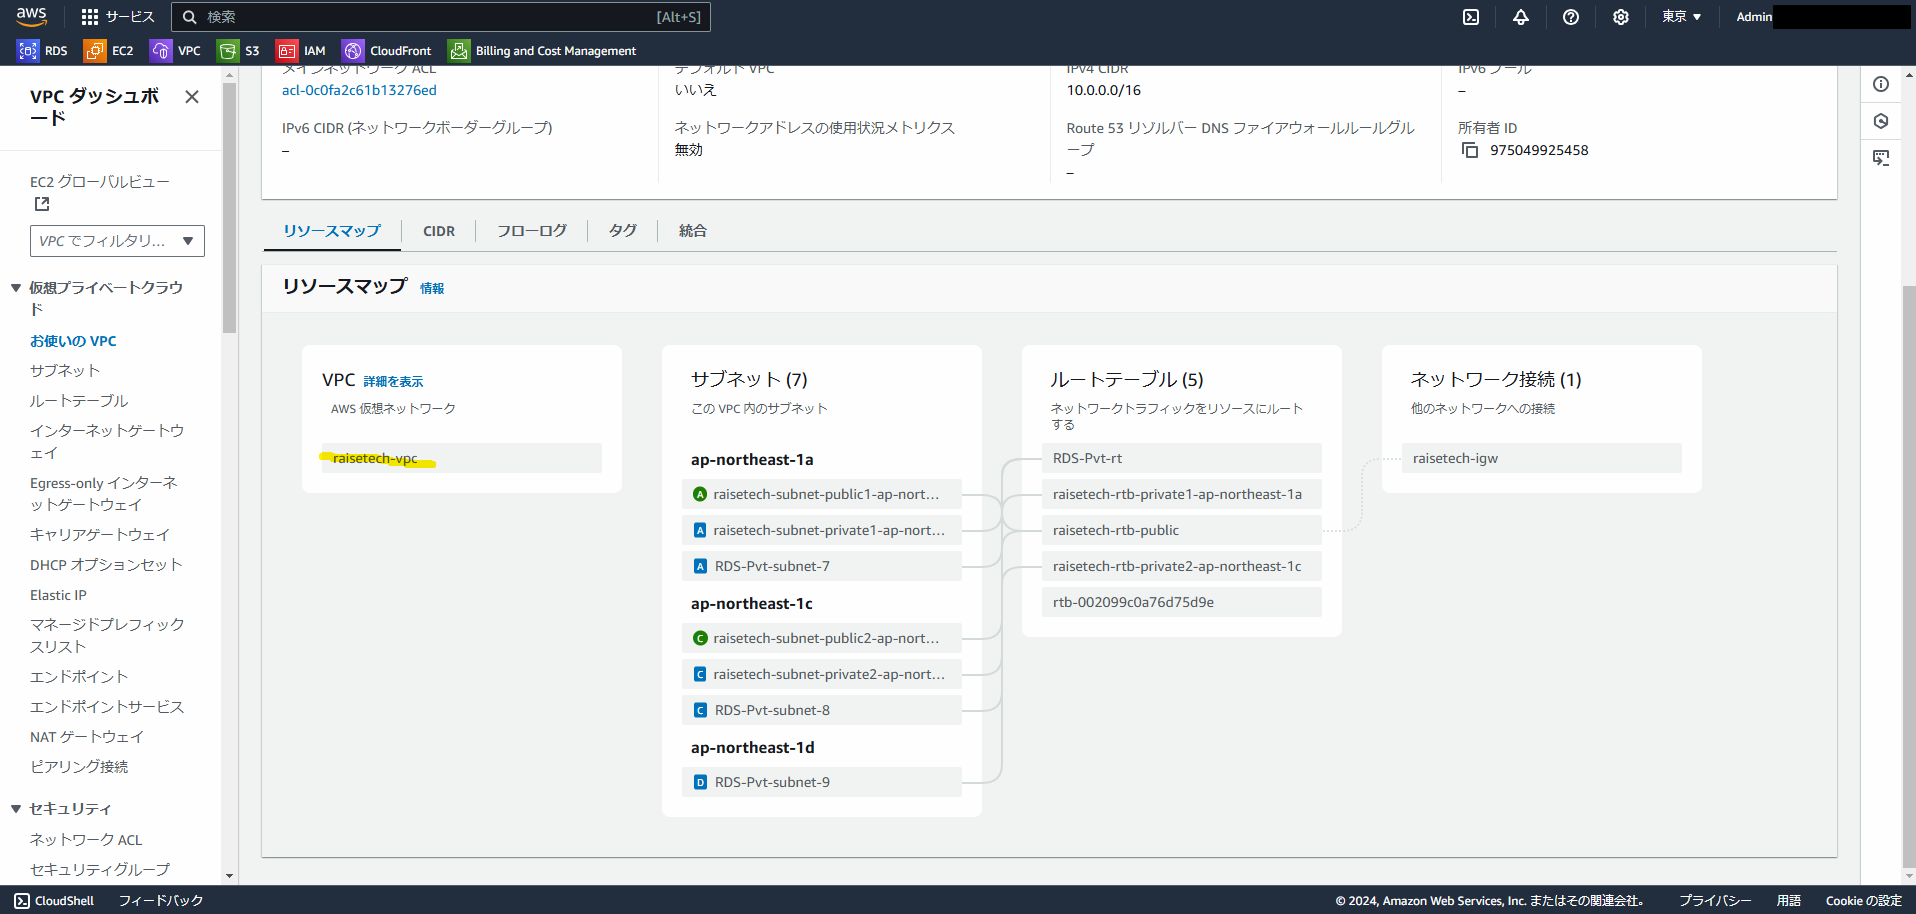 aws
サービス
検索
[Alt+S]
東京 ▼
Admin
RDS
EC2
VPC
S3
IAM
CloudFront
Billing and Cost Management
VPC ダッシュボ
ード
EC2 グローバルビュー
VPC でフィルタリ...
仮想プライベートクラウ
ド
お使いの VPC
サブネット
ルートテーブル
インターネットゲートウ
ェイ
Egress-only インターネ
ットゲートウェイ
キャリアゲートウェイ
DHCP オプションセット
Elastic IP
マネージドプレフィック
スリスト
エンドポイント
エンドポイントサービス
NAT ゲートウェイ
ピアリング接続
セキュリティ
ネットワーク ACL
セキュリティグループ
メインネットワーク ACL
acl-0c0fa2c61b13276ed
デフォルト VPC
いいえ
IPv4 CIDR
10.0.0.0/16
IPv6 プール
–
IPv6 CIDR (ネットワークボーダーグループ)
–
ネットワークアドレスの使用状況メトリクス
無効
Route 53 リゾルバー DNS ファイアウォールルールグル
ープ
–
所有者 ID
975049925458
リソースマップ
CIDR
フローログ
タグ
統合
リソースマップ 情報
VPC 詳細を表示
AWS 仮想ネットワーク
raisetech-vpc
サブネット (7)
この VPC 内のサブネット
ap-northeast-1a
A raisetech-subnet-public1-ap-nort...
A raisetech-subnet-private1-ap-nort...
A RDS-Pvt-subnet-7
ap-northeast-1c
C raisetech-subnet-public2-ap-nort...
C raisetech-subnet-private2-ap-nort...
C RDS-Pvt-subnet-8
ap-northeast-1d
D RDS-Pvt-subnet-9
ルートテーブル (5)
ネットワークトラフィックをリソースにルート
する
RDS-Pvt-rt
raisetech-rtb-private1-ap-northeast-1a
raisetech-rtb-public
raisetech-rtb-private2-ap-northeast-1c
rtb-002099c0a76d75d9e
ネットワーク接続 (1)
他のネットワークへの接続
raisetech-igw
CloudShell
フィードバック
© 2024, Amazon Web Services, Inc. またはその関連会社。
プライバシー
用語
Cookie の設定